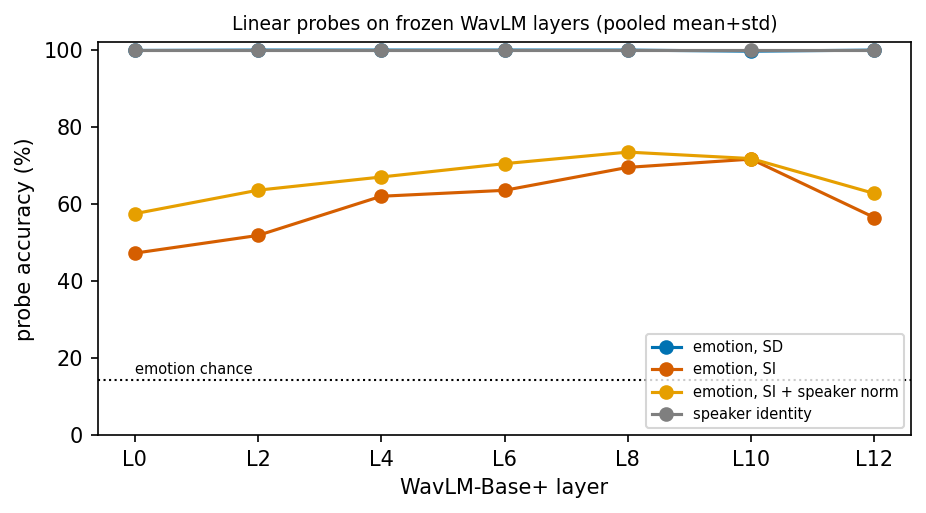 Linear probes on frozen WavLM layers (pooled mean+std)
probe accuracy (%)
100
80
60
40
20
0
emotion chance
emotion, SD
emotion, SI
emotion, SI + speaker norm
speaker identity
L0 L2 L4 L6 L8 L10 L12
WavLM-Base+ layer